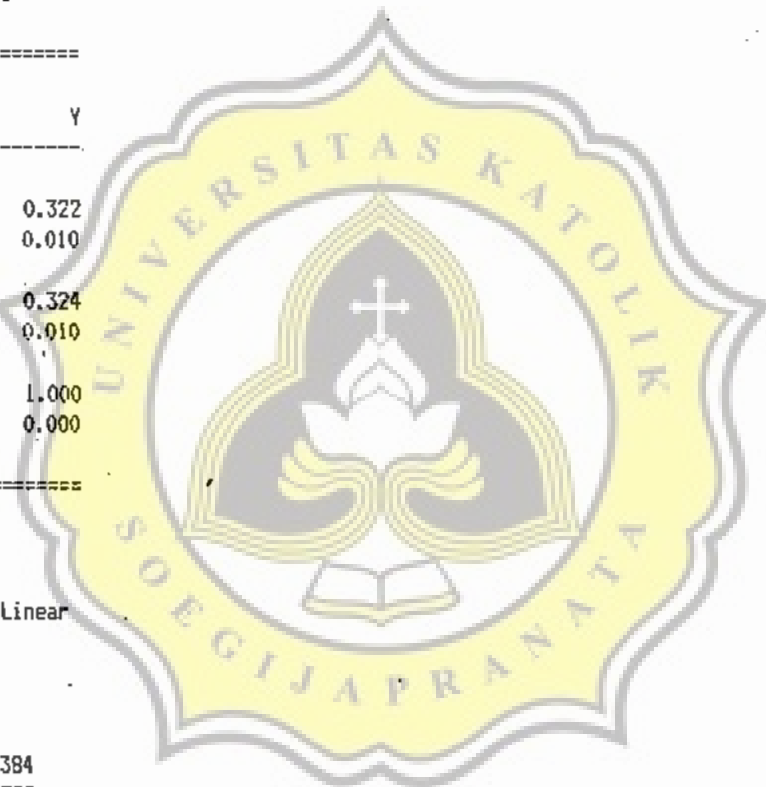 =======
Y
-------
0.322
0.010
0.324
0.010
1.000
0.000
=======
Linear
384
----
UNIVERSITAS KATOLIK
SOEGIJAPRANATA